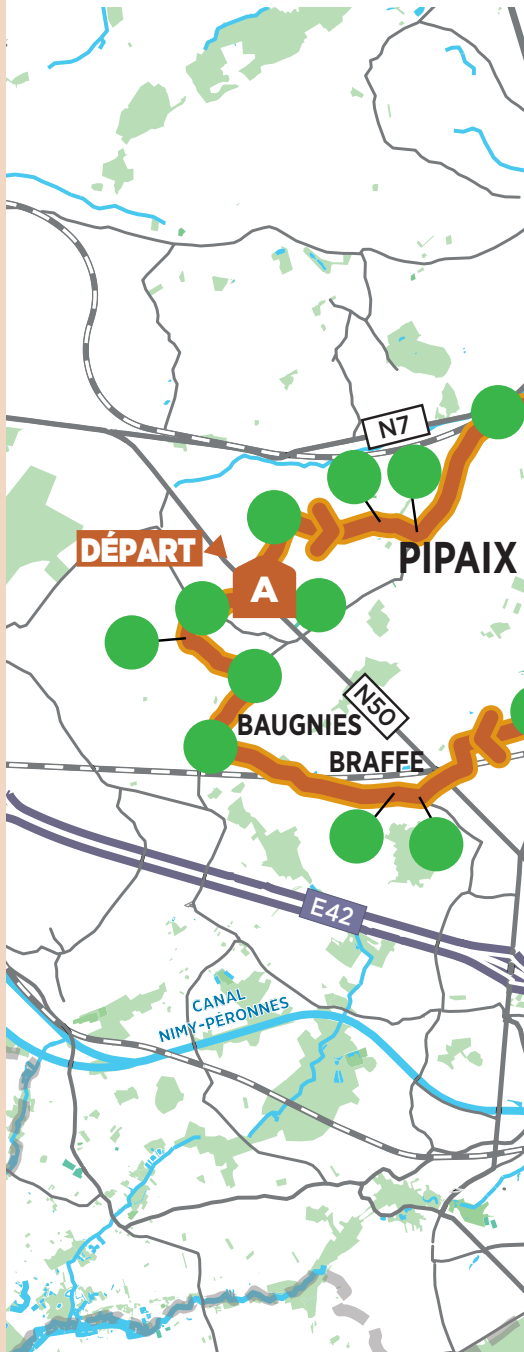 N7
DÉPART
PIPAIX
A
N50
BAUGNIES
BRAFFE
E42
CANAL
NIMY-PÉRONNES